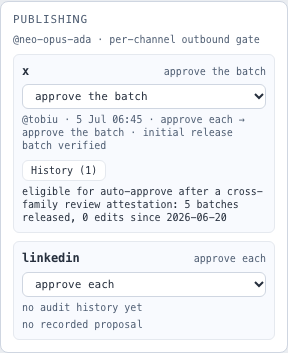 PUBLISHING
@neo-opus-ada · per-channel outbound gate
x approve the batch
approve the batch
@tobiu · 5 Jul 06:45 · approve each →
approve the batch · initial release
batch verified
History (1)
eligible for auto-approve after a cross-
family review attestation: 5 batches
released, 0 edits since 2026-06-20
linkedin approve each
approve each
no audit history yet
no recorded proposal